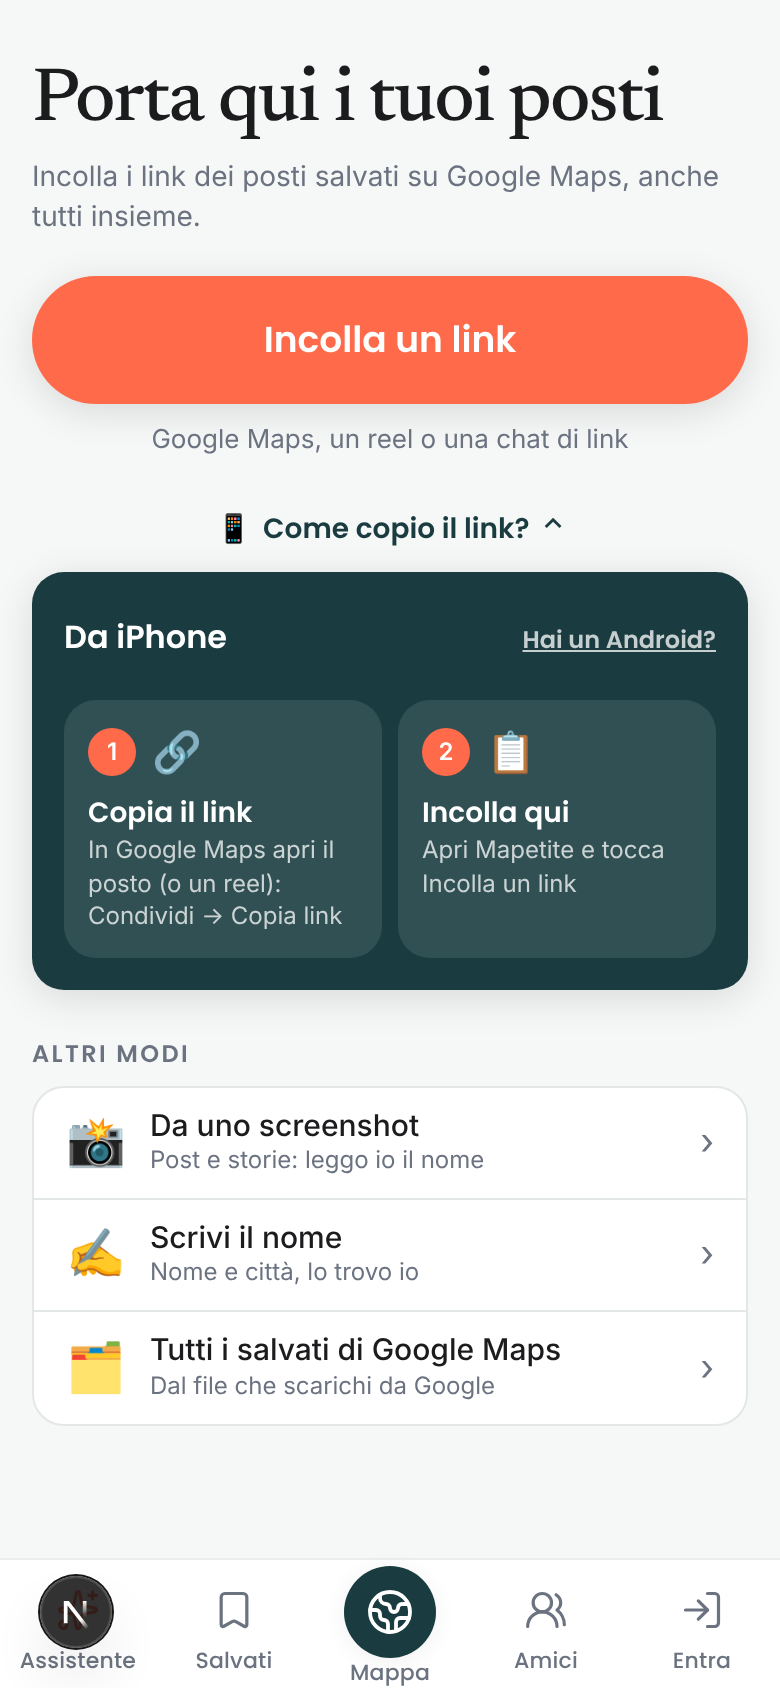 Porta qui i tuoi posti
Incolla i link dei posti salvati su Google Maps, anche
tutti insieme.
Incolla un link
Google Maps, un reel o una chat di link
Come copio il link?
Da iPhone
Hai un Android?
1
Copia il link
In Google Maps apri il
posto (o un reel):
Condividi → Copia link
2
Incolla qui
Apri Mapetite e tocca
Incolla un link
ALTRI MODI
Da uno screenshot
Post e storie: leggo io il nome
Scrivi il nome
Nome e città, lo trovo io
Tutti i salvati di Google Maps
Dal file che scarichi da Google
N
Assistente
Salvati
Mappa
Amici
Entra